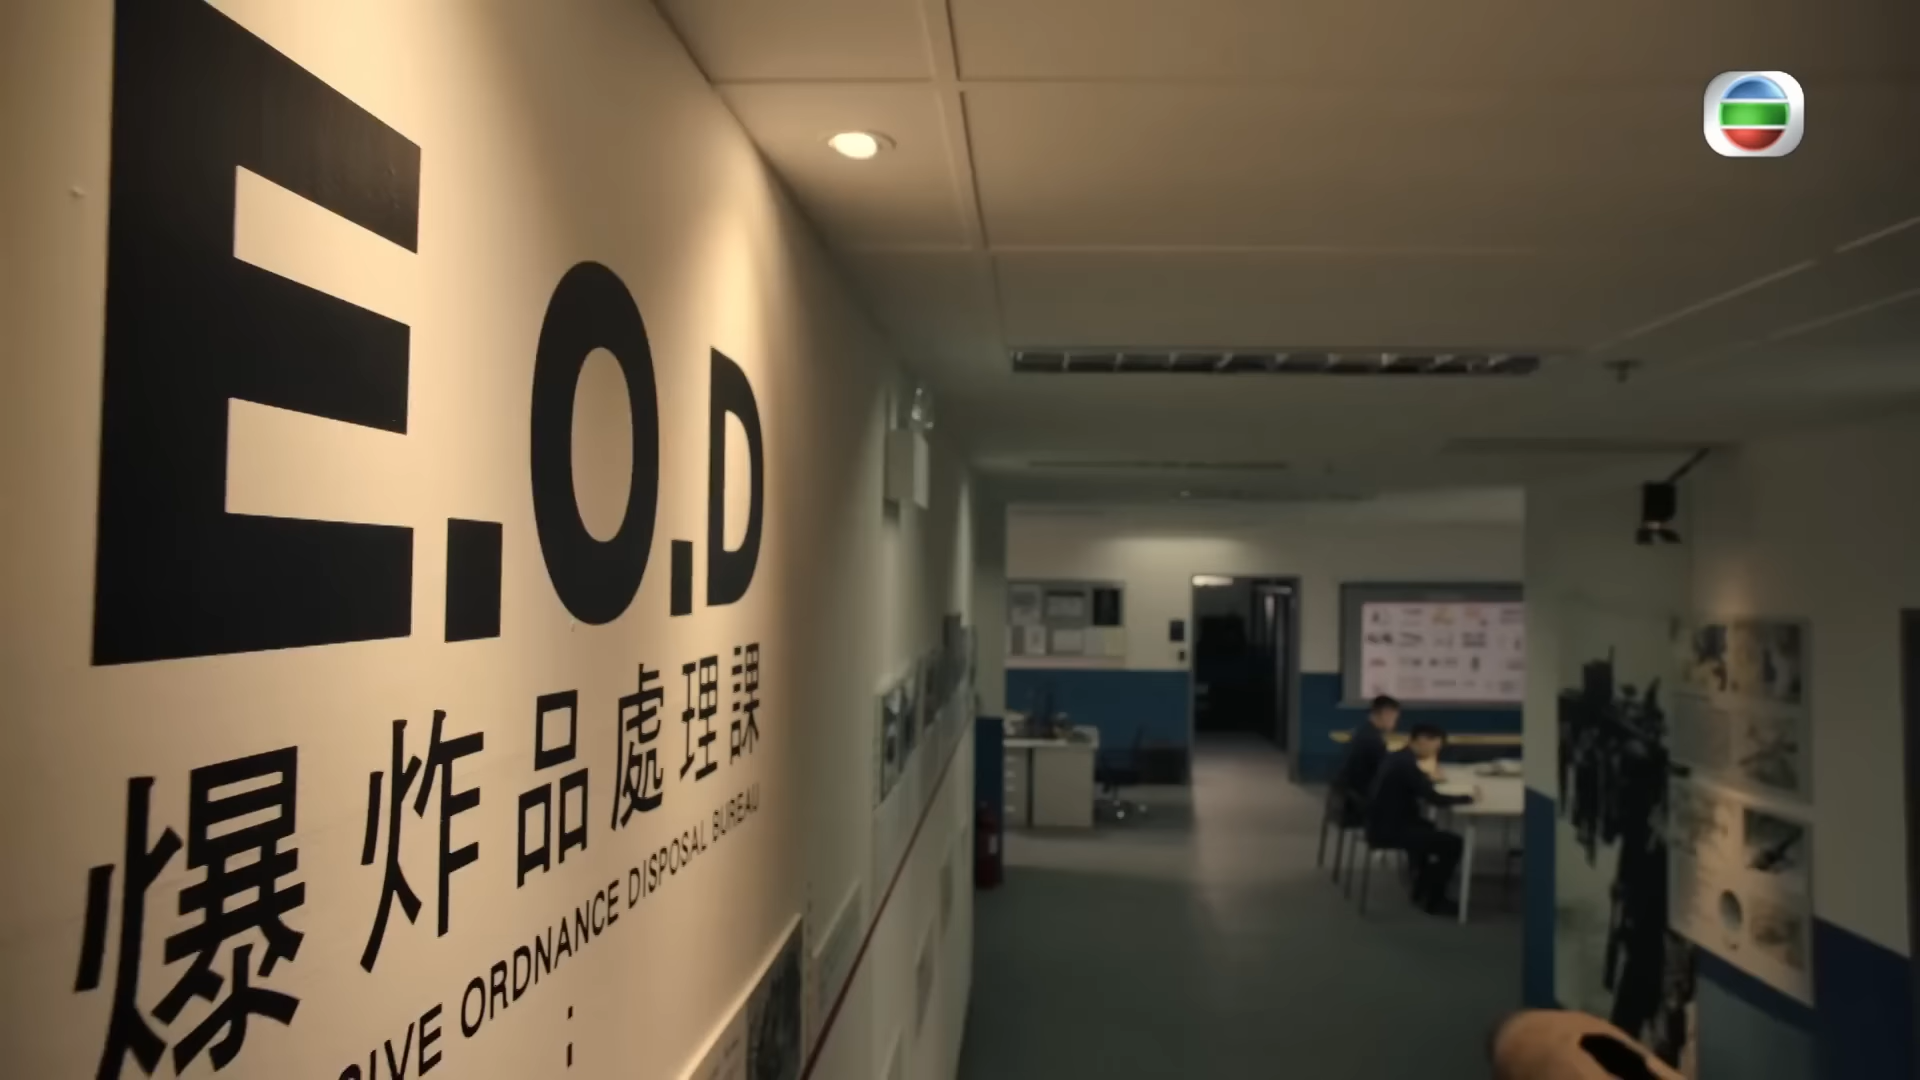 E.O.D
爆炸品處理課
SIVE ORDNANCE DISPOSAL BUREAU